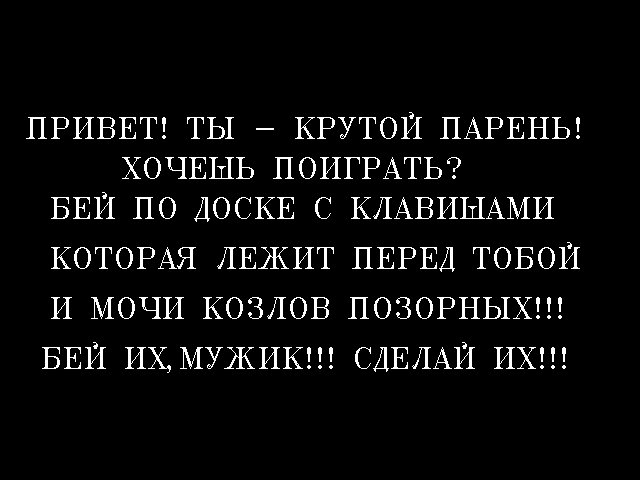 ПРИВЕТ! ТЫ – КРУТОЙ ПАРЕНЬ!
ХОЧЕШЬ ПОИГРАТЬ?
БЕЙ ПО ДОСКЕ С КЛАВИШАМИ
КОТОРАЯ ЛЕЖИТ ПЕРЕД ТОБОЙ
И МОЧИ КОЗЛОВ ПОЗОРНЫХ!!!
БЕЙ ИХ, МУЖИК!!! СДЕЛАЙ ИХ!!!